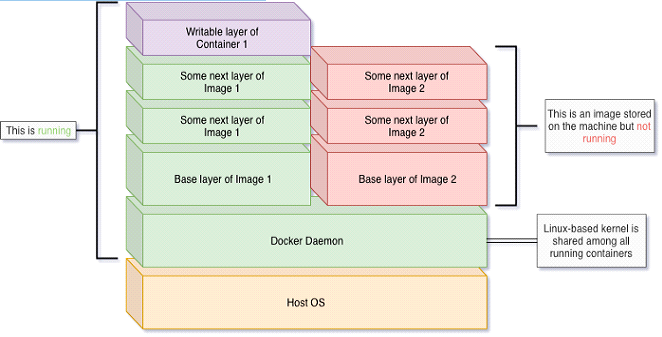 Writable layer of
Container 1
Some next layer of
Image 1
Some next layer of
Image 2
This is an image stored
on the machine but not
running
This is running
Some next layer of
Image 1
Some next layer of
Image 2
Base layer of Image 1
Base layer of Image 2
Docker Daemon
Linux-based kernel is
shared among all
running containers
Host OS